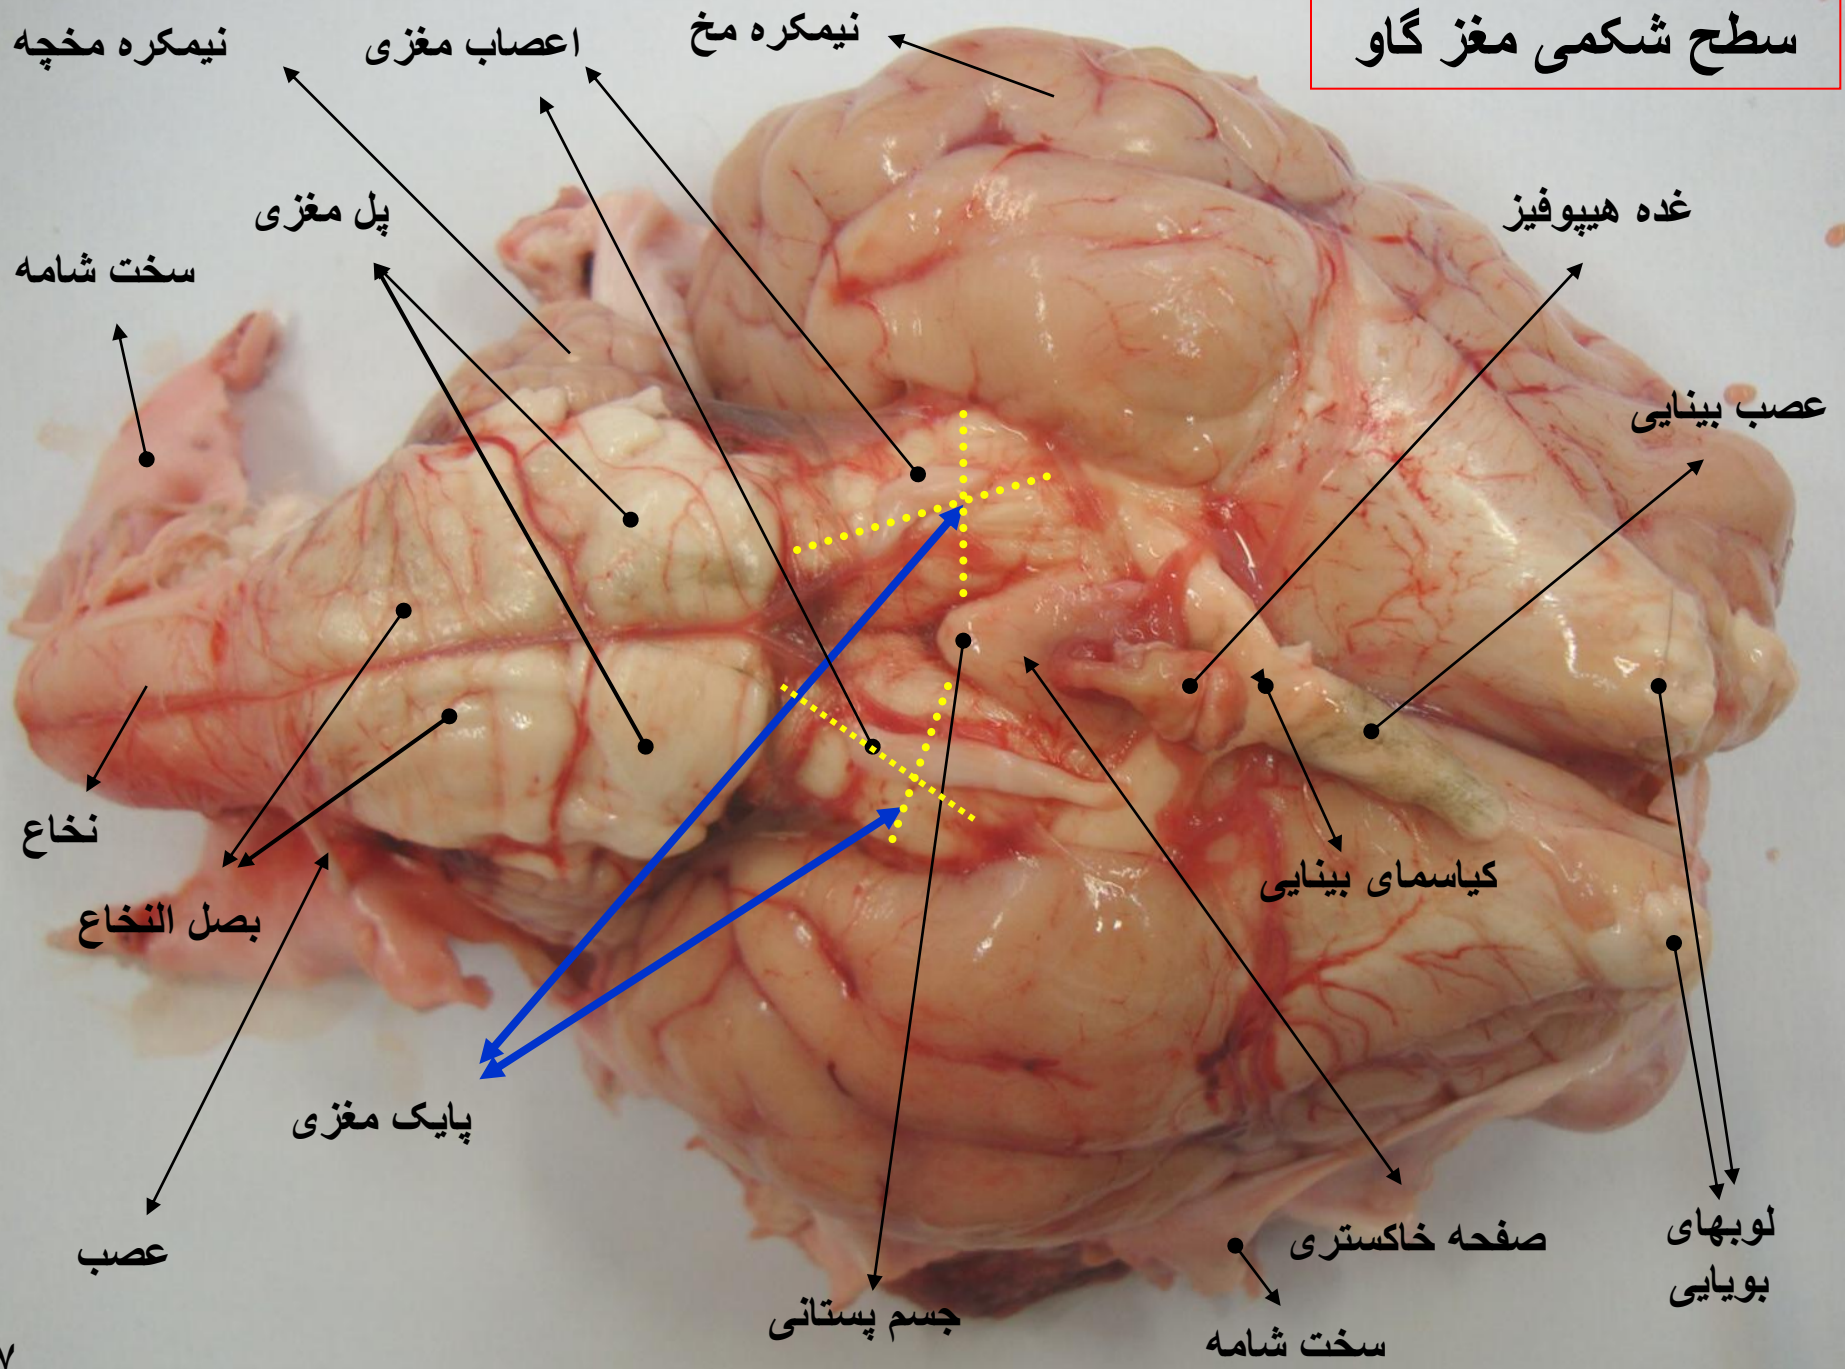 سطح شکمی مغز گاو
نیمکره مخ
اعصاب مغزی
نیمکره مخچه
غده هیپوفیز
پل مغزی
سخت شامه
عصب بینایی
نخاع
کیاسمای بینایی
بصل النخاع
پایک مغزی
لوبهای
بویایی
صفحه خاکستری
عصب
جسم پستانی
سخت شامه
۷